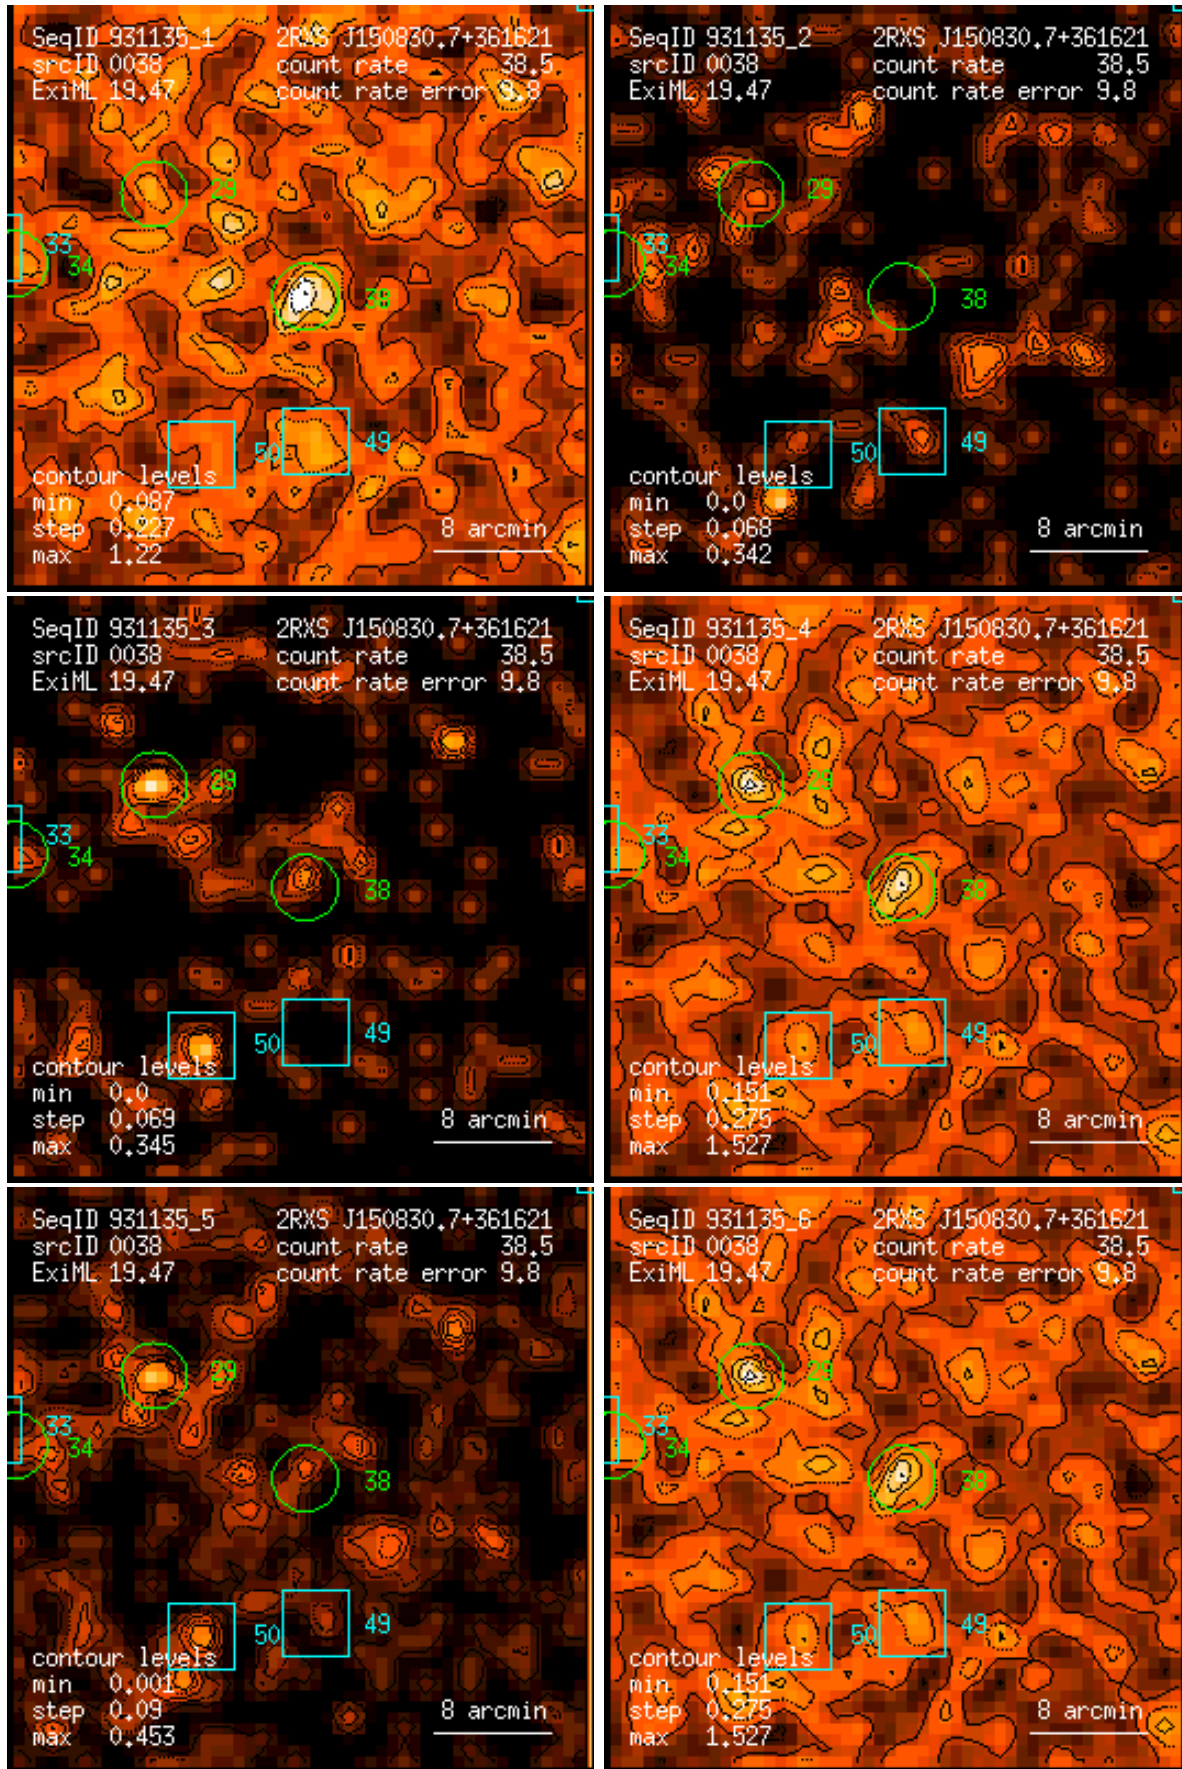 SeqID 931135_1 2RXS J150830.7+361621
srcID 0038 count rate 38.5
ExiML 19.47 count rate error 9.8
29
33
34
38
50 49
contour levels
min 0.087
step 0.227 8 arcmin
max 1.22
SeqID 931135_2 2RXS J150830.7+361621
srcID 0038 count rate 38.5
ExiML 19.47 count rate error 9.8
29
33
34
38
50 49
contour levels
min 0.0
step 0.068 8 arcmin
max 0.342
SeqID 931135_3 2RXS J150830.7+361621
srcID 0038 count rate 38.5
ExiML 19.47 count rate error 9.8
29
33
34
38
50 49
contour levels
min 0.0
step 0.069 8 arcmin
max 0.345
SeqID 931135_4 2RXS J150830.7+361621
srcID 0038 count rate 38.5
ExiML 19.47 count rate error 9.8
29
33
34
38
50 49
contour levels
min 0.151
step 0.275 8 arcmin
max 1.527
SeqID 931135_5 2RXS J150830.7+361621
srcID 0038 count rate 38.5
ExiML 19.47 count rate error 9.8
29
33
34
38
50 49
contour levels
min 0.001
step 0.09 8 arcmin
max 0.453
SeqID 931135_6 2RXS J150830.7+361621
srcID 0038 count rate 38.5
ExiML 19.47 count rate error 9.8
29
33
34
38
50 49
contour levels
min 0.151
step 0.275 8 arcmin
max 1.527